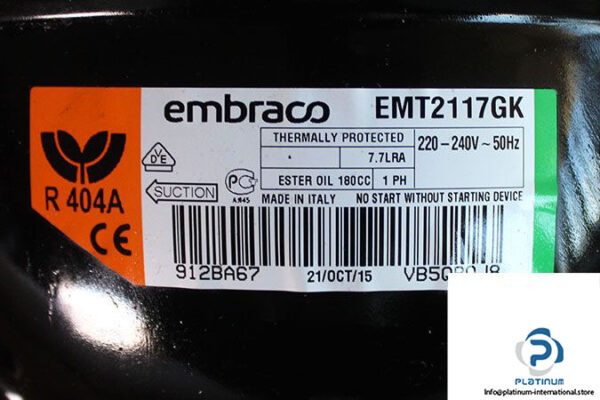 embraco EMT2117GK
THERMALLY PROTECTED
220-240V ~ 50Hz
7.7LRA
ESTER OIL 180CC 1 PH
VDE
SUCTION
MADE IN ITALY NO START WITHOUT STARTING DEVICE
R 404A
CE
912BA67 21/OCT/15
PLATINUM
info@platinum-international.store